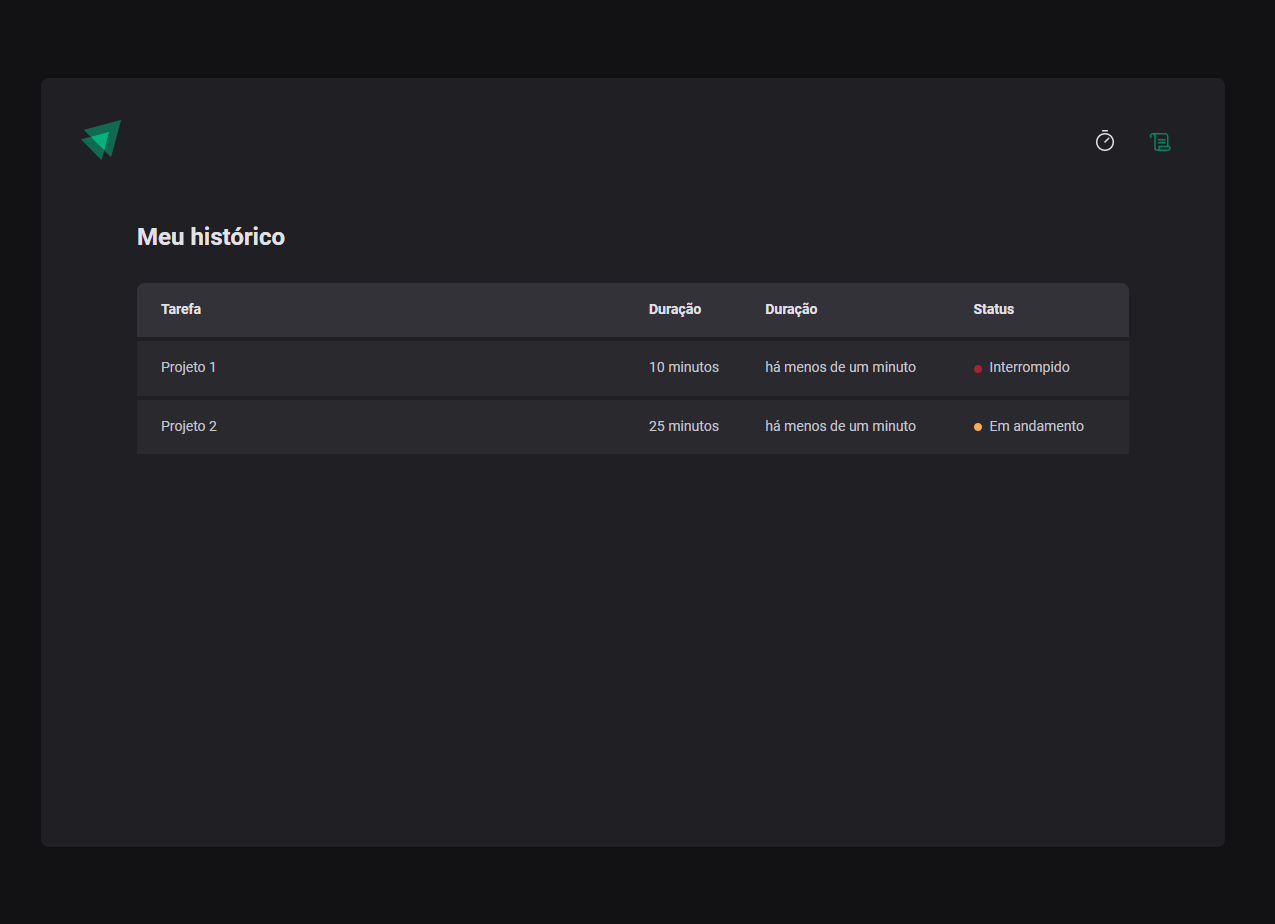 Meu histórico
Tarefa Duração Duração Status
Projeto 1 10 minutos há menos de um minuto Interrompido
Projeto 2 25 minutos há menos de um minuto Em andamento